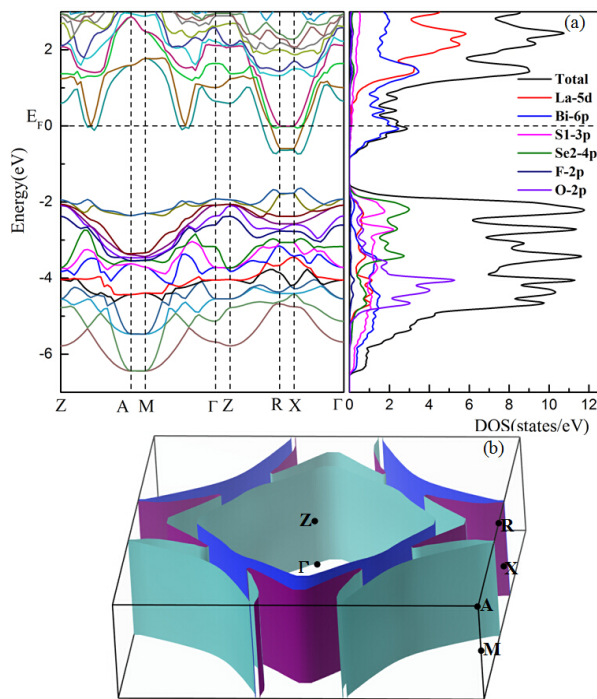 (a)
2
E_F
0
-2
-4
-6
Energy(eV)
Z A M Γ Z R X Γ
Total
La-5d
Bi-6p
S1-3p
Se2-4p
F-2p
O-2p
0 2 4 6 8 10 12
DOS(states/eV)
(b)
Z
R
Γ
X
A
M